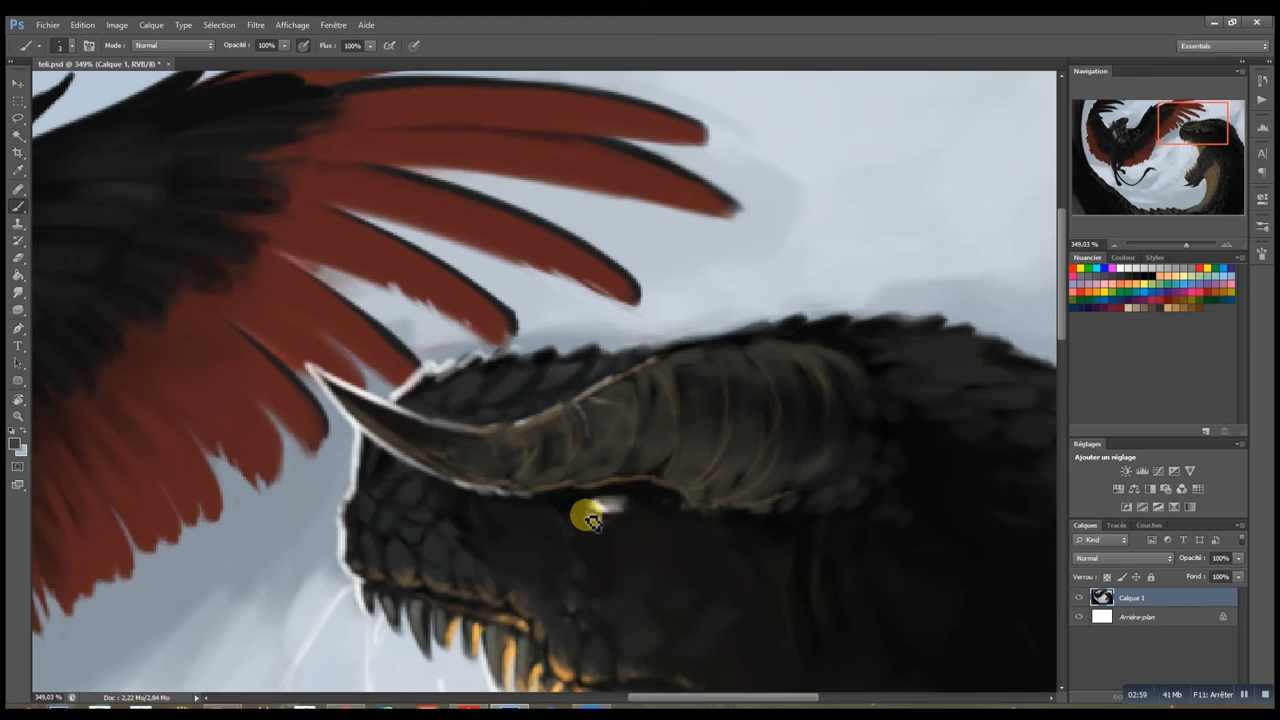 Ps Fichier Edition Image Calque Type Sélection Filtre Affichage Fenêtre Aide
3 Mode : Normal Opacité : 100% Flux : 100% Essentials
teli.psd @ 349% (Calque 1, RVB/8) *
Navigation
349,03 %
Nuancier Couleur Styles
Réglages
Ajouter un réglage
Calques Tracés Couches
Kind
Normal Opacité : 100%
Verrou : Fond : 100%
Calque 1
Arrière-plan
349,03 % Doc : 2,22 Mo/2,84 Mo
02:59 41 Mb F11: Arrêter